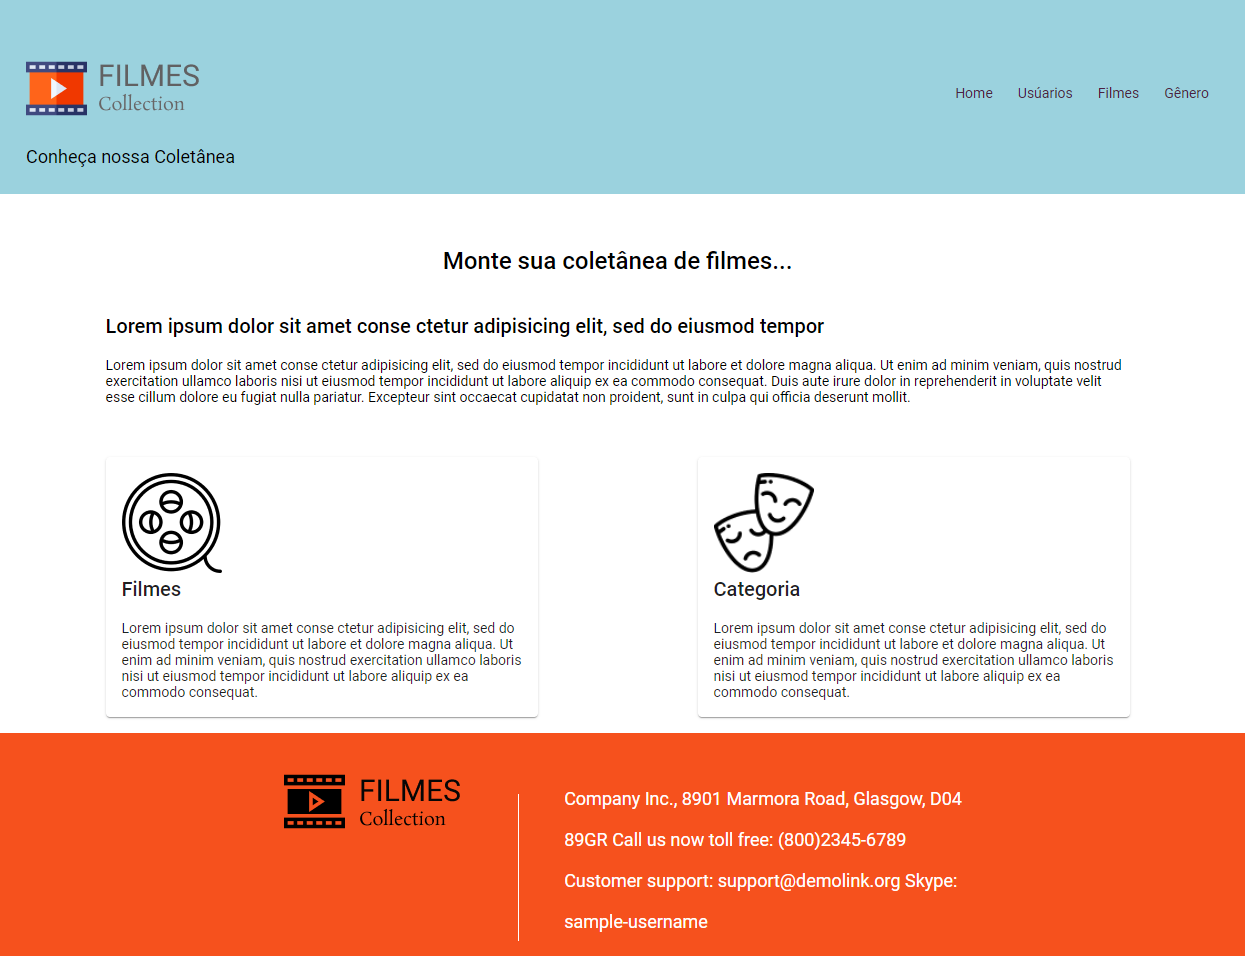 FILMES
Collection
Home Usúarios Filmes Gênero
Conheça nossa Coletânea
Monte sua coletânea de filmes...
Lorem ipsum dolor sit amet conse ctetur adipisicing elit, sed do eiusmod tempor
Lorem ipsum dolor sit amet conse ctetur adipisicing elit, sed do eiusmod tempor incididunt ut labore et dolore magna aliqua. Ut enim ad minim veniam, quis nostrud
exercitation ullamco laboris nisi ut eiusmod tempor incididunt ut labore aliquip ex ea commodo consequat. Duis aute irure dolor in reprehenderit in voluptate velit
esse cillum dolore eu fugiat nulla pariatur. Excepteur sint occaecat cupidatat non proident, sunt in culpa qui officia deserunt mollit.
Filmes
Lorem ipsum dolor sit amet conse ctetur adipisicing elit, sed do
eiusmod tempor incididunt ut labore et dolore magna aliqua. Ut
enim ad minim veniam, quis nostrud exercitation ullamco laboris
nisi ut eiusmod tempor incididunt ut labore aliquip ex ea
commodo consequat.
Categoria
Lorem ipsum dolor sit amet conse ctetur adipisicing elit, sed do
eiusmod tempor incididunt ut labore et dolore magna aliqua. Ut
enim ad minim veniam, quis nostrud exercitation ullamco laboris
nisi ut eiusmod tempor incididunt ut labore aliquip ex ea
commodo consequat.
FILMES
Collection
Company Inc., 8901 Marmora Road, Glasgow, D04
89GR Call us now toll free: (800)2345-6789
Customer support: support@demolink.org Skype:
sample-username